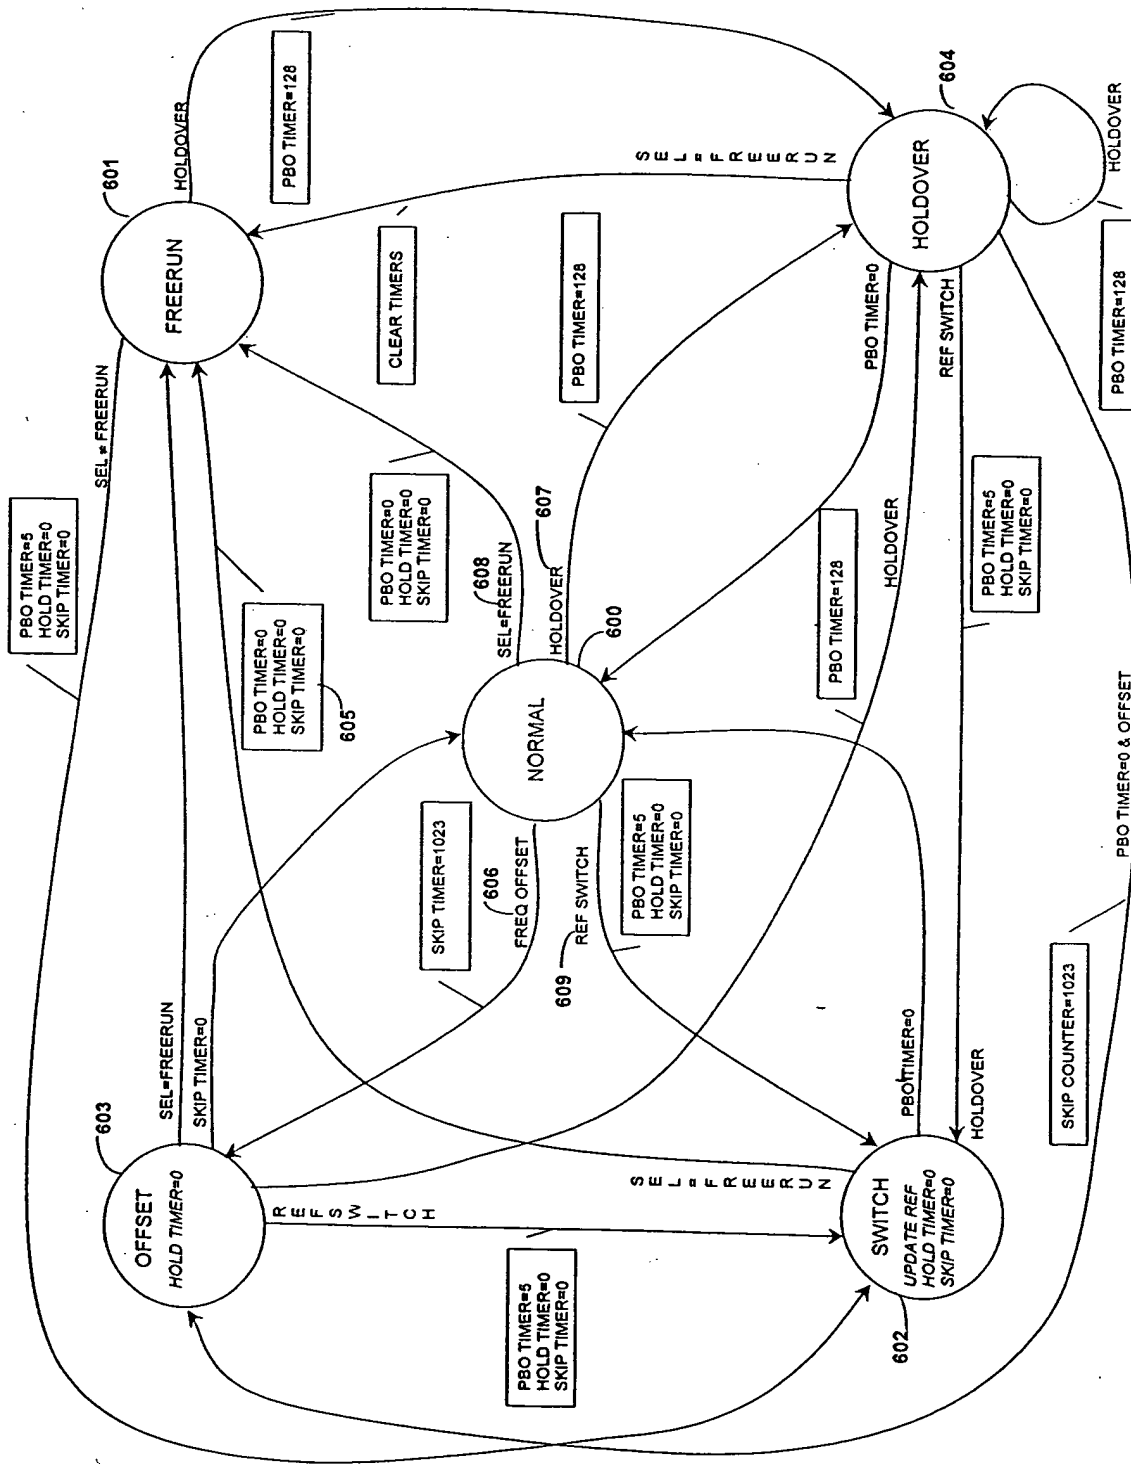 601
FREERUN
HOLDOVER
PBO TIMER=128
SEL ≠ FREERUN
PBO TIMER=5
HOLD TIMER=0
SKIP TIMER=0
604
HOLDOVER
HOLDOVER
PBO TIMER=128
SEL=FREERUN
CLEAR TIMERS
PBO TIMER=128
PBO TIMER=0
REF SWITCH
PBO TIMER=5
HOLD TIMER=0
SKIP TIMER=0
PBO TIMER=0
HOLD TIMER=0
SKIP TIMER=0
608
SEL=FREERUN
607
HOLDOVER
600
NORMAL
PBO TIMER=0
HOLD TIMER=0
SKIP TIMER=0
605
HOLDOVER
PBO TIMER=128
SKIP TIMER=1023
606
FREQ OFFSET
REF SWITCH
609
PBO TIMER=5
HOLD TIMER=0
SKIP TIMER=0
603
OFFSET
HOLD TIMER=0
SEL=FREERUN
SKIP TIMER=0
REFSWITCH
PBO TIMER=5
HOLD TIMER=0
SKIP TIMER=0
SEL=FREERUN
PBO TIMER=0
HOLDOVER
SWITCH
UPDATE REF
HOLD TIMER=0
SKIP TIMER=0
602
SKIP COUNTER=1023
PBO TIMER=0 & OFFSET